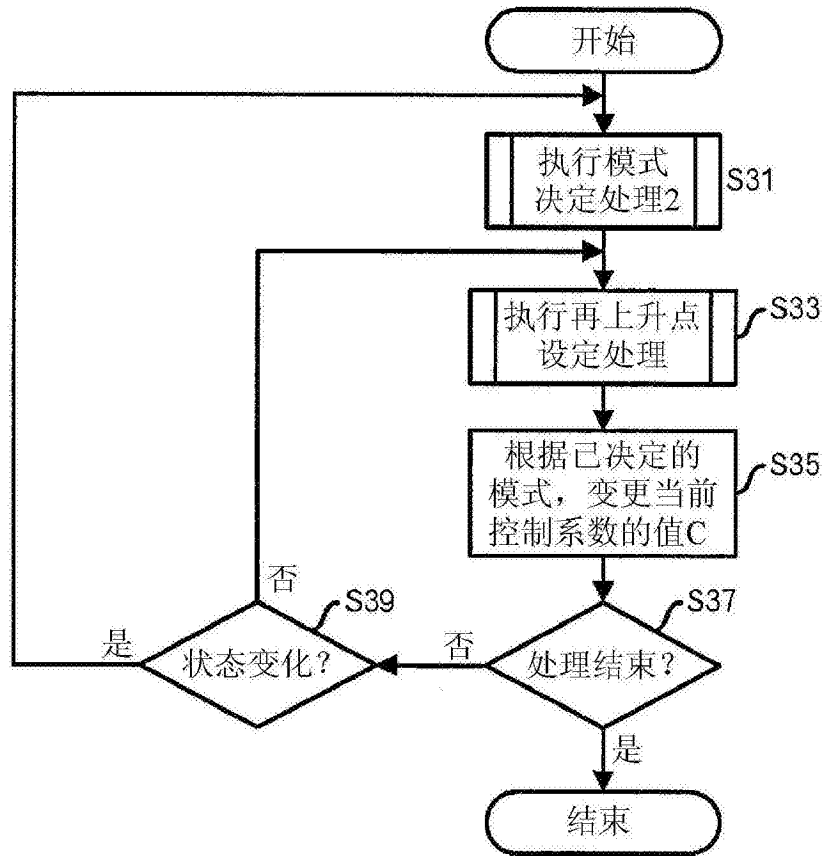 开始
执行模式
决定处理2
S31
执行再上升点
设定处理
S33
根据已决定的
模式，变更当前
控制系数的值C
S35
处理结束？
S37
否
是
状态变化？
S39
否
是
结束